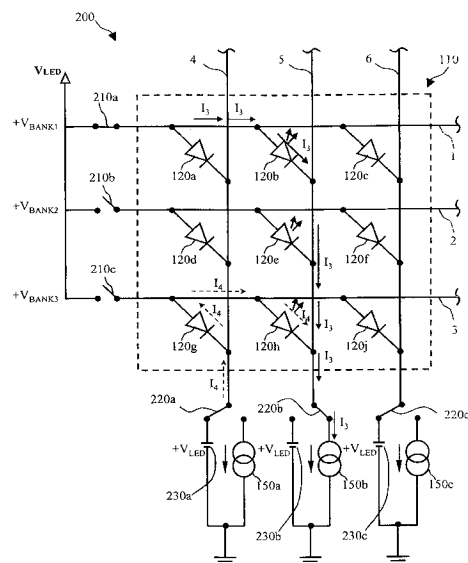 200
4 5 6 110
VLED
210a
I3 I3
+VBANK1
I3
1
120a 120b 120c
210b
+VBANK2
2
120d 120e 120f
I3
210c
I4
+VBANK3
I4 I4 I3
3
120g 120h 120j
I3
I4
220a 220b 220c
I3
+VLED +VLED +VLED
230a 150a 230b 150b 230c 150c